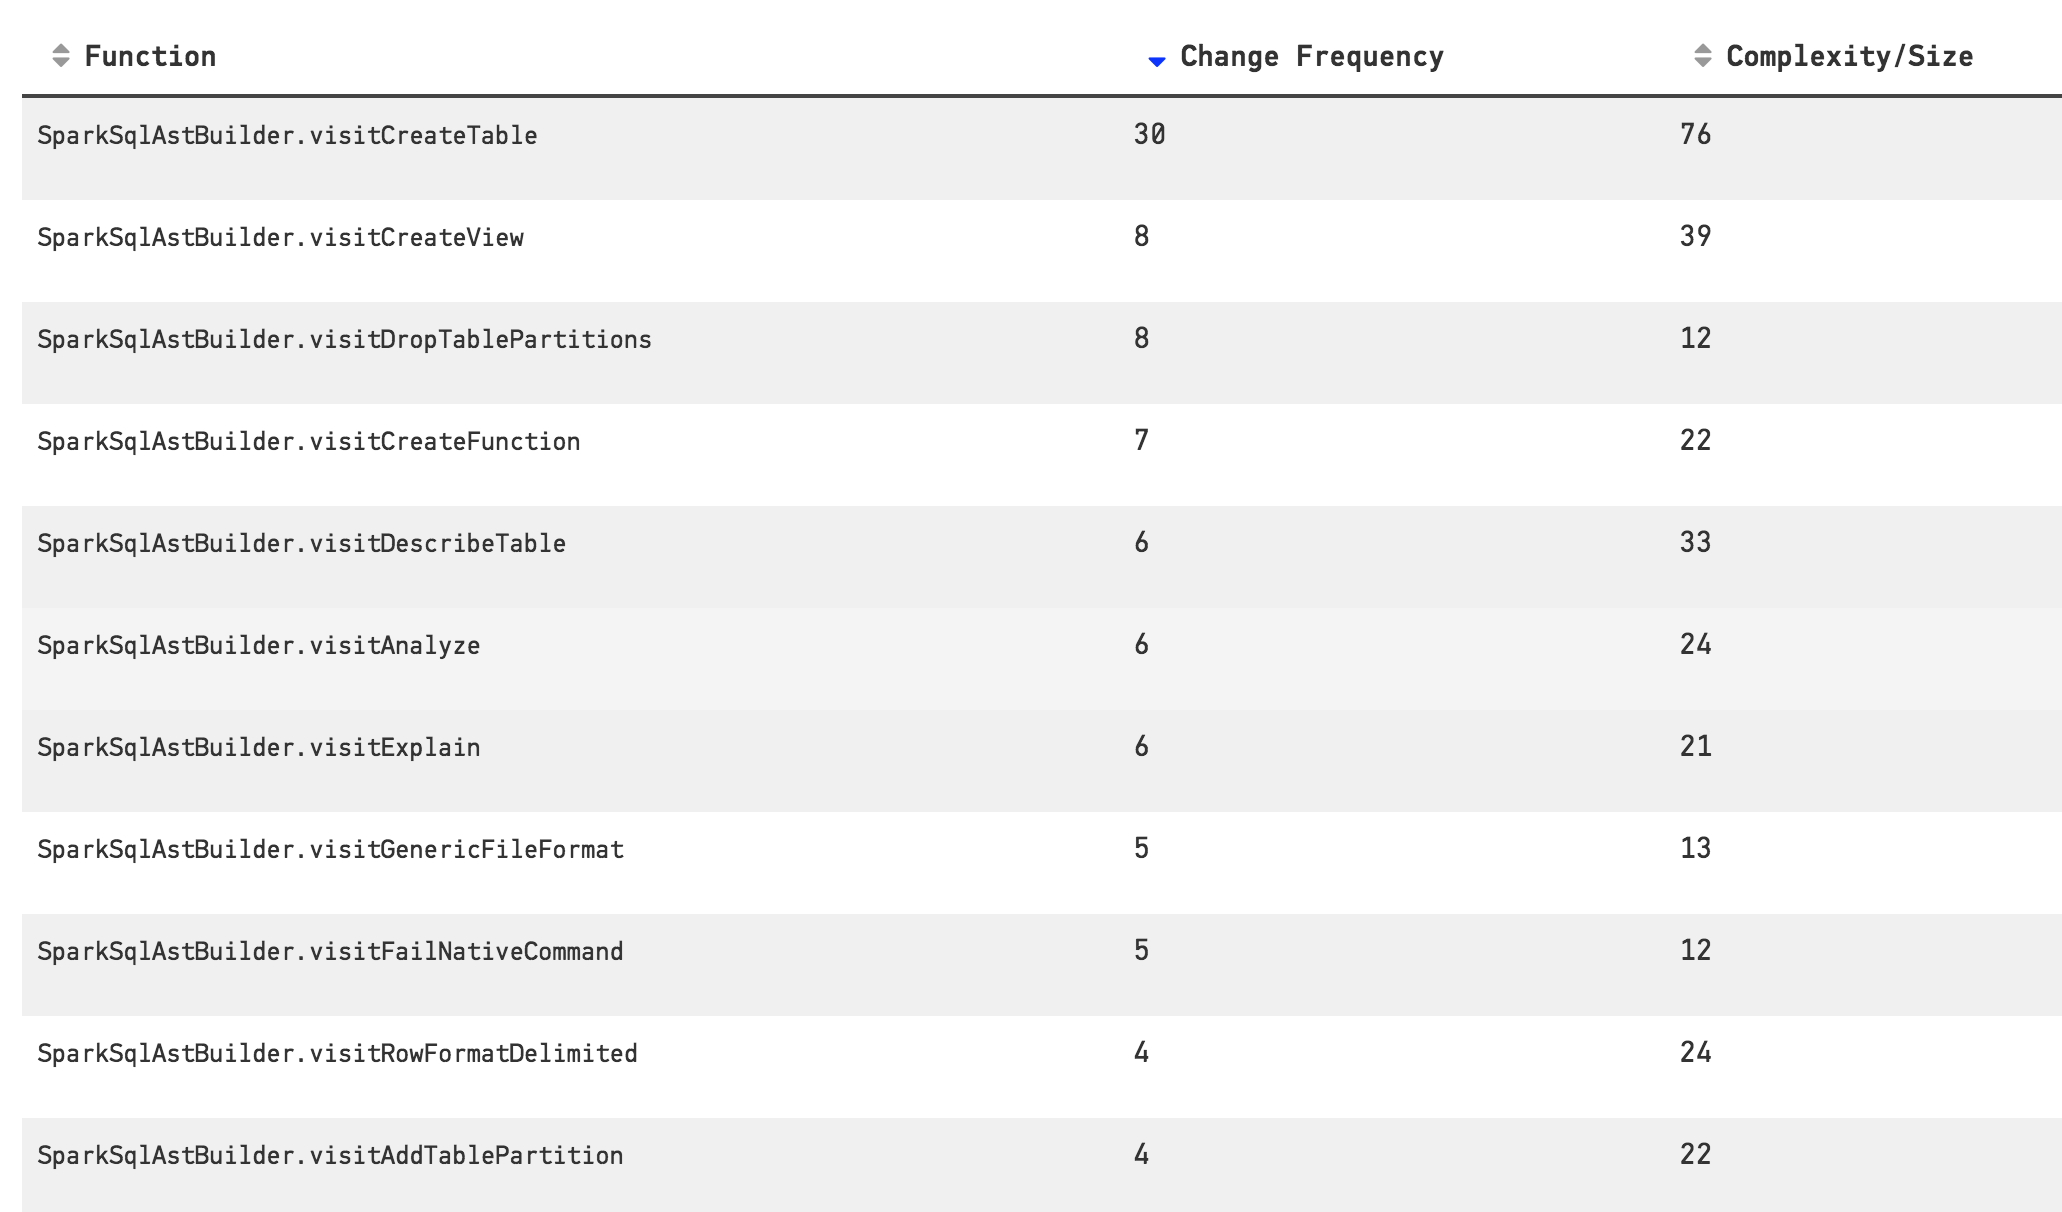 Function Change Frequency Complexity/Size
SparkSqlAstBuilder.visitCreateTable 30 76
SparkSqlAstBuilder.visitCreateView 8 39
SparkSqlAstBuilder.visitDropTablePartitions 8 12
SparkSqlAstBuilder.visitCreateFunction 7 22
SparkSqlAstBuilder.visitDescribeTable 6 33
SparkSqlAstBuilder.visitAnalyze 6 24
SparkSqlAstBuilder.visitExplain 6 21
SparkSqlAstBuilder.visitGenericFileFormat 5 13
SparkSqlAstBuilder.visitFailNativeCommand 5 12
SparkSqlAstBuilder.visitRowFormatDelimited 4 24
SparkSqlAstBuilder.visitAddTablePartition 4 22